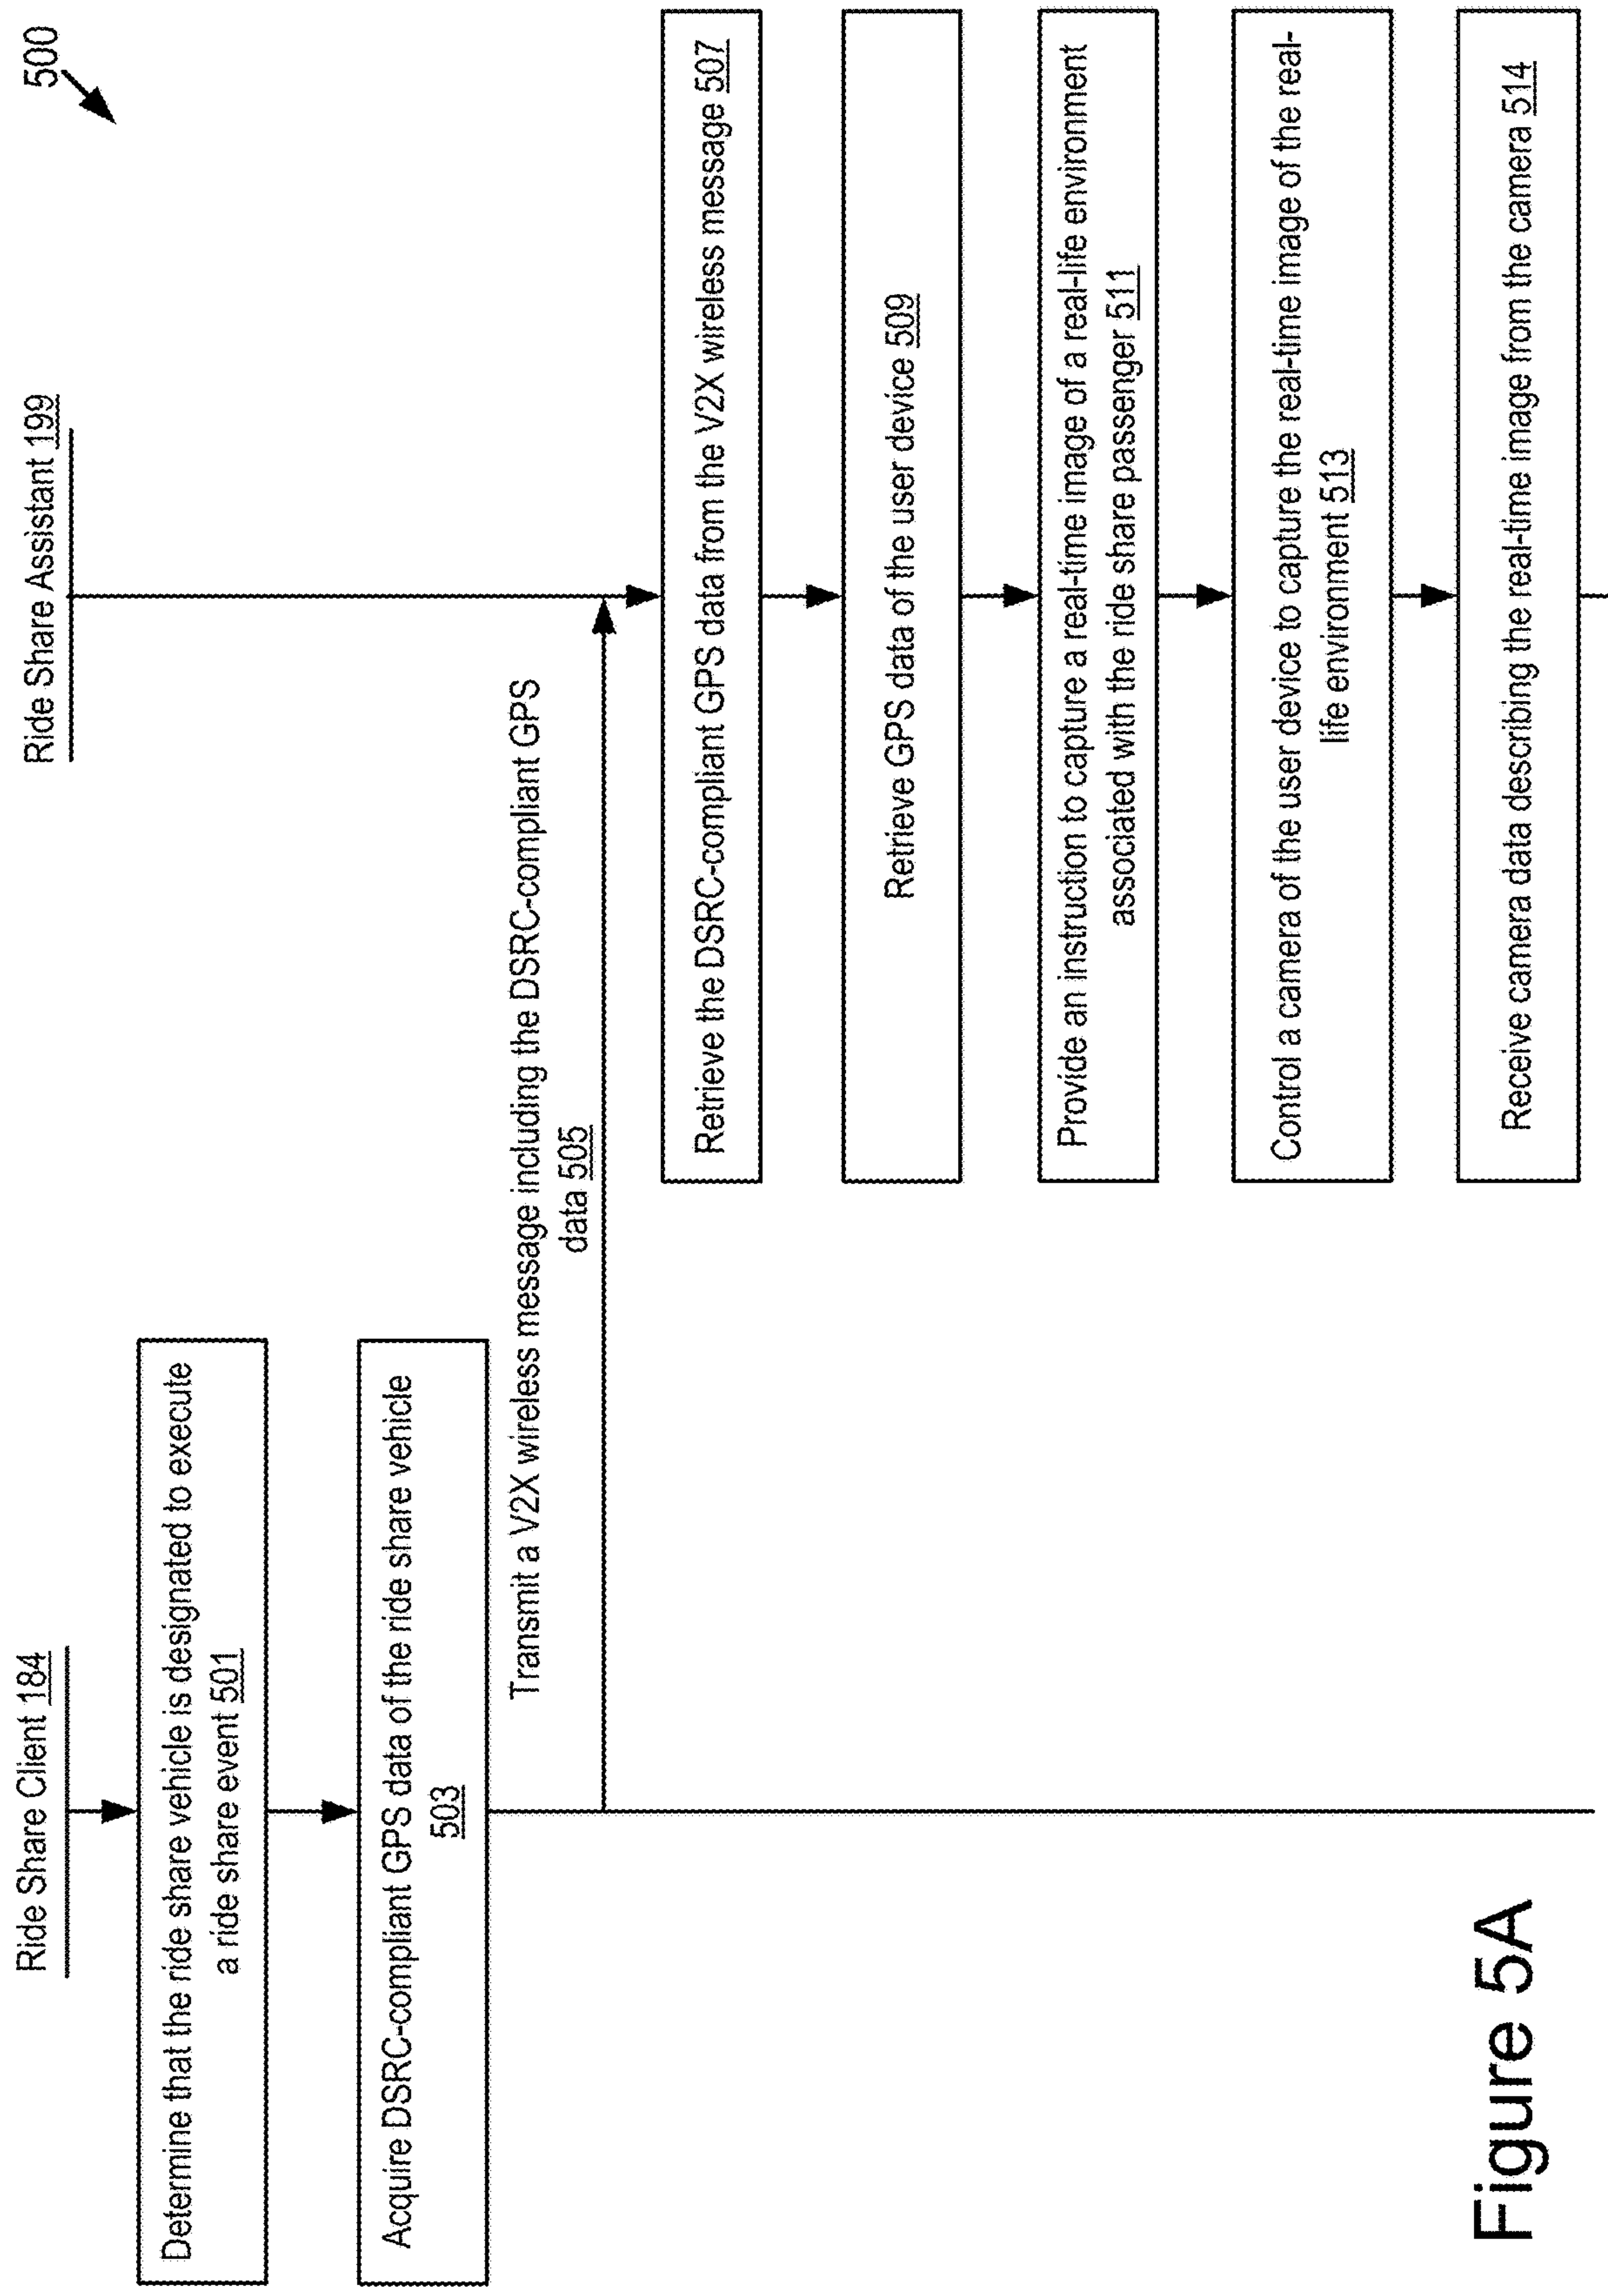 500
Ride Share Client 184
Ride Share Assistant 199
Determine that the ride share vehicle is designated to execute
a ride share event 501
Acquire DSRC-compliant GPS data of the ride share vehicle
503
Transmit a V2X wireless message including the DSRC-compliant GPS
data 505
Retrieve the DSRC-compliant GPS data from the V2X wireless message 507
Retrieve GPS data of the user device 509
Provide an instruction to capture a real-time image of a real-life environment
associated with the ride share passenger 511
Control a camera of the user device to capture the real-time image of the real-
life environment 513
Receive camera data describing the real-time image from the camera 514
Figure 5A